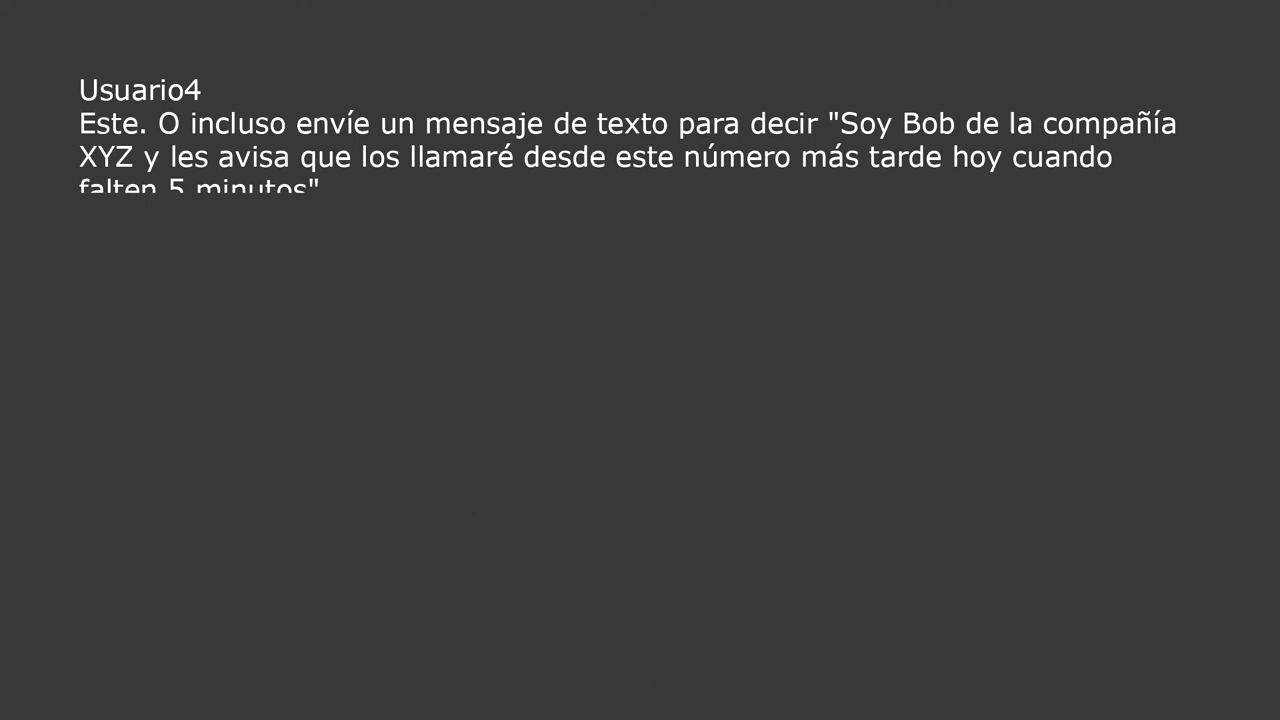 Usuario4
Este. O incluso envíe un mensaje de texto para decir "Soy Bob de la compañía
XYZ y les avisa que los llamaré desde este número más tarde hoy cuando
falten 5 minutos"